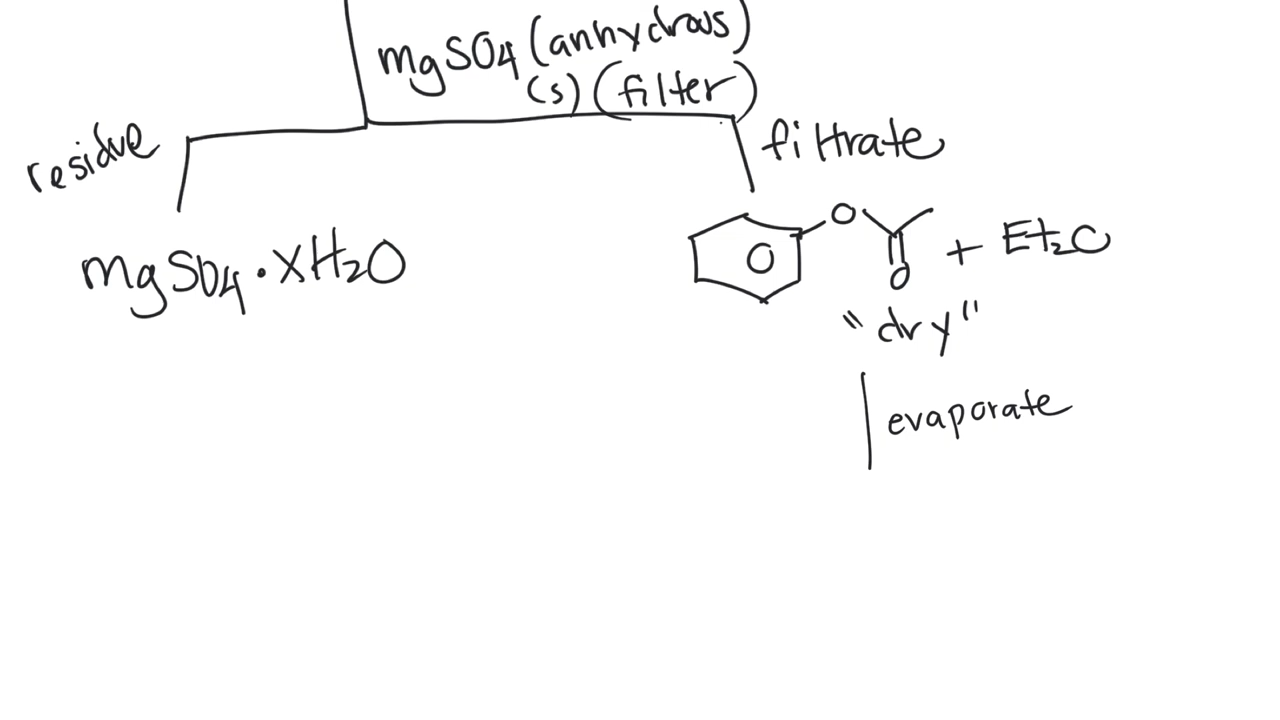 MgSO4 (anhydrous)
(s) (filter)
residue
filtrate
MgSO4 · XH2O
O
O
O
+ Et2O
"dry"
evaporate